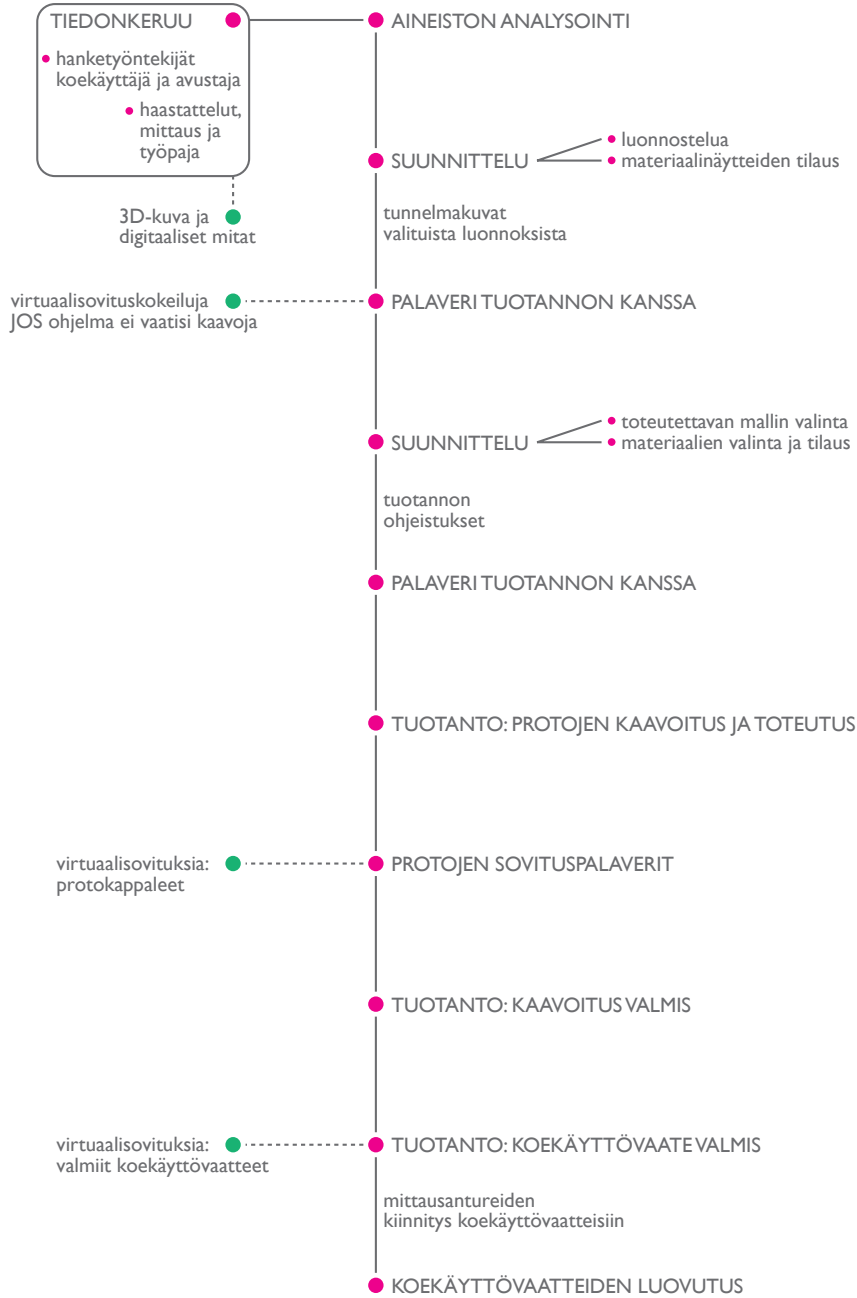 TIEDONKERUU
hanketyöntekijät
koekäyttäjä ja avustaja
haastattelut,
mittaus ja
työpaja
3D-kuva ja
digitaaliset mitat
AINEISTON ANALYSOINTI
SUUNNITTELU
luonnostelua
materiaalinäytteiden tilaus
tunnelmakuvat
valituista luonnoksista
virtuaalisovituskokeiluja
JOS ohjelma ei vaatisi kaavoja
PALAVERI TUOTANNON KANSSA
SUUNNITTELU
toteutettavan mallin valinta
materiaalien valinta ja tilaus
tuotannon
ohjeistukset
PALAVERI TUOTANNON KANSSA
TUOTANTO: PROTOJEN KAAVOITUS JA TOTEUTUS
virtuaalisovituksia:
protokappaleet
PROTOJEN SOVITUSPALAVERIT
TUOTANTO: KAAVOITUS VALMIS
virtuaalisovituksia:
valmiit koekäyttövaatteet
TUOTANTO: KOEKÄYTTÖVAATE VALMIS
mittausantureiden
kiinnitys koekäyttövaatteisiin
KOEKÄYTTÖVAATTEIDEN LUOVUTUS